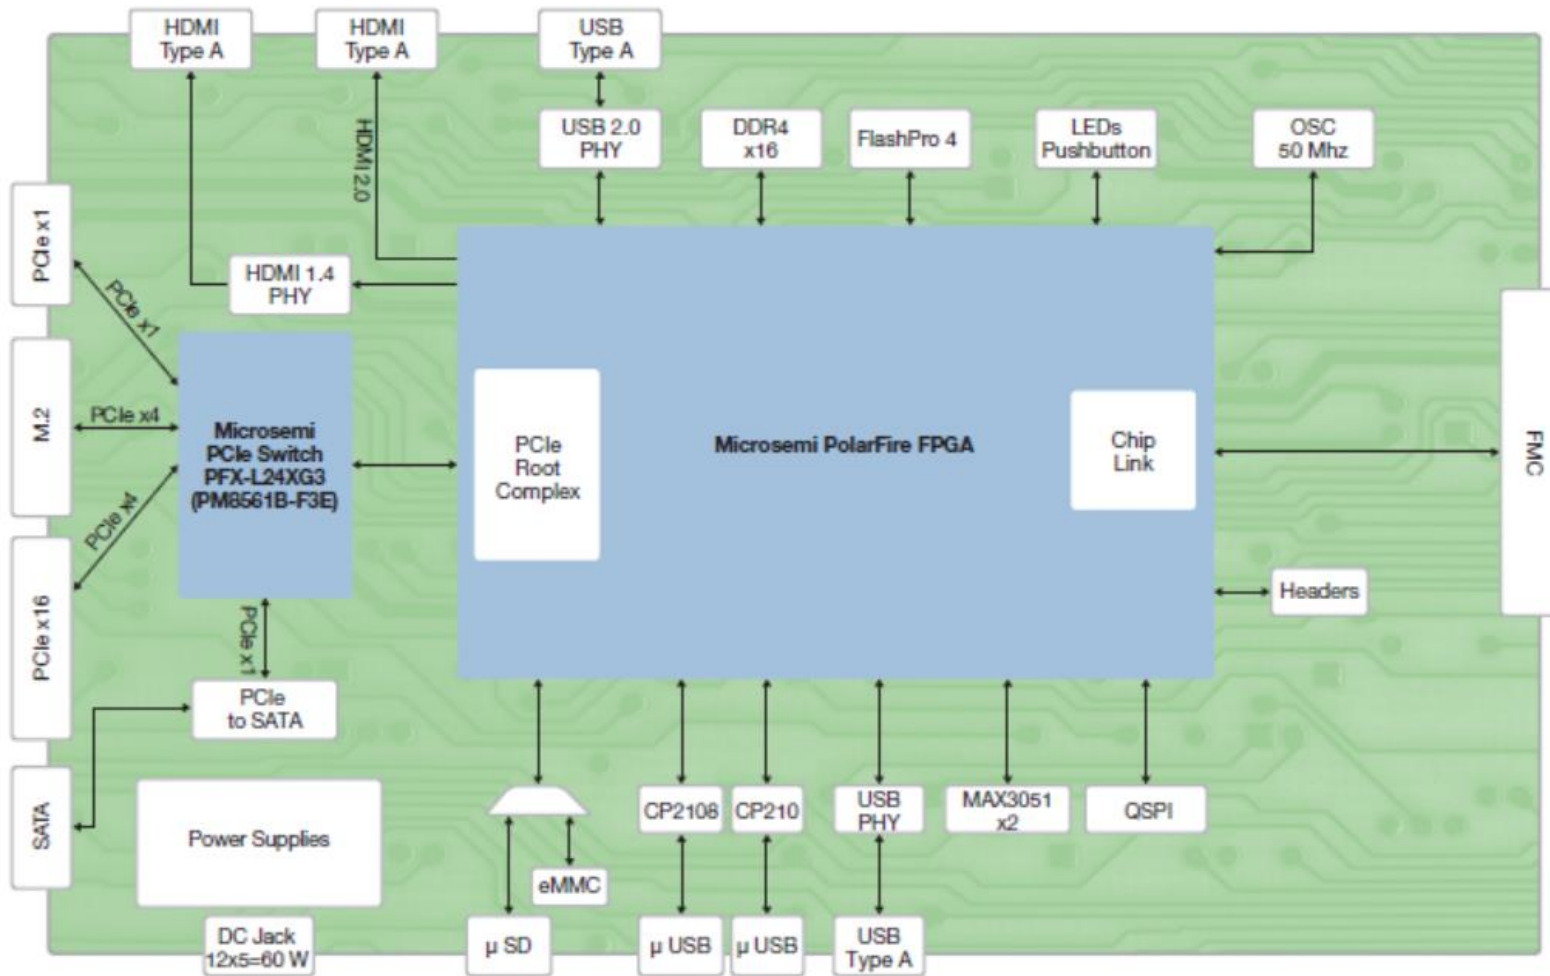 HDMI
Type A
HDMI
Type A
USB
Type A
HDMI 2.0
USB 2.0
PHY
DDR4
x16
FlashPro 4
LEDs
Pushbutton
OSC
50 Mhz
PCIe x1
PCIe x1
HDMI 1.4
PHY
M.2
PCIe x4
Microsemi
PCIe Switch
PFX-L24XG3
(PM8561B-F3E)
PCIe x4
PCIe
Root
Complex
Microsemi PolarFire FPGA
Chip
Link
FMC
Headers
PCIe x16
PCIe x1
PCIe
to SATA
SATA
Power Supplies
DC Jack
12x5=60 W
eMMC
µ SD
CP2108
µ USB
CP210
µ USB
USB
PHY
USB
Type A
MAX3051
x2
QSPI